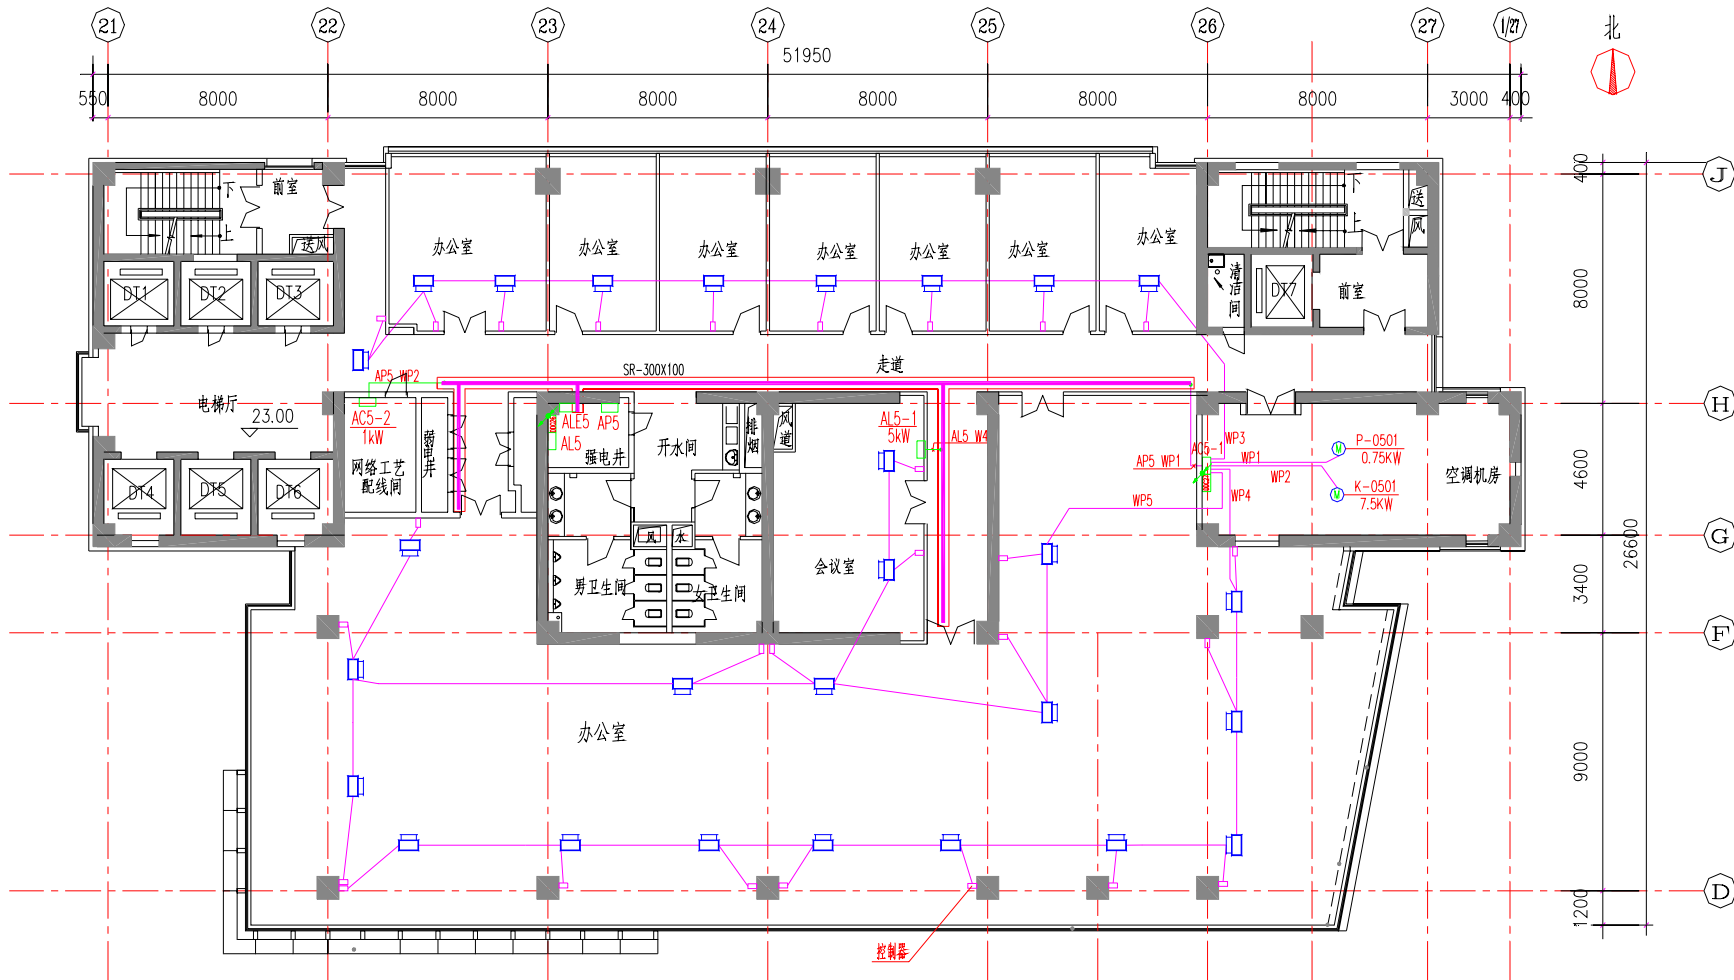 21
22
23
24
25
26
27
1/27
北
51950
550
8000
8000
8000
8000
8000
8000
3000
400
400
J
前室
下
上
送风
办公室
办公室
办公室
办公室
办公室
办公室
办公室
下
上
送风
DT1
DT2
DT3
清洁间
DT7
前室
8000
走道
SR-300X100
AP5 WP2
电梯厅
23.00
AC5-2
1kW
弱电井
网络工艺
配线间
ALE5
AP5
AL5
强电井
开水间
排烟
风道
AL5-1
5kW
AL5 W4
AP5 WP1
AC5-1
WP3
WP1
WP2
WP4
WP5
M
P-0501
0.75KW
M
K-0501
7.5KW
空调机房
H
4600
DT4
DT5
DT6
风
水
男卫生间
女卫生间
会议室
G
26600
3400
F
办公室
9000
D
1200
控制器